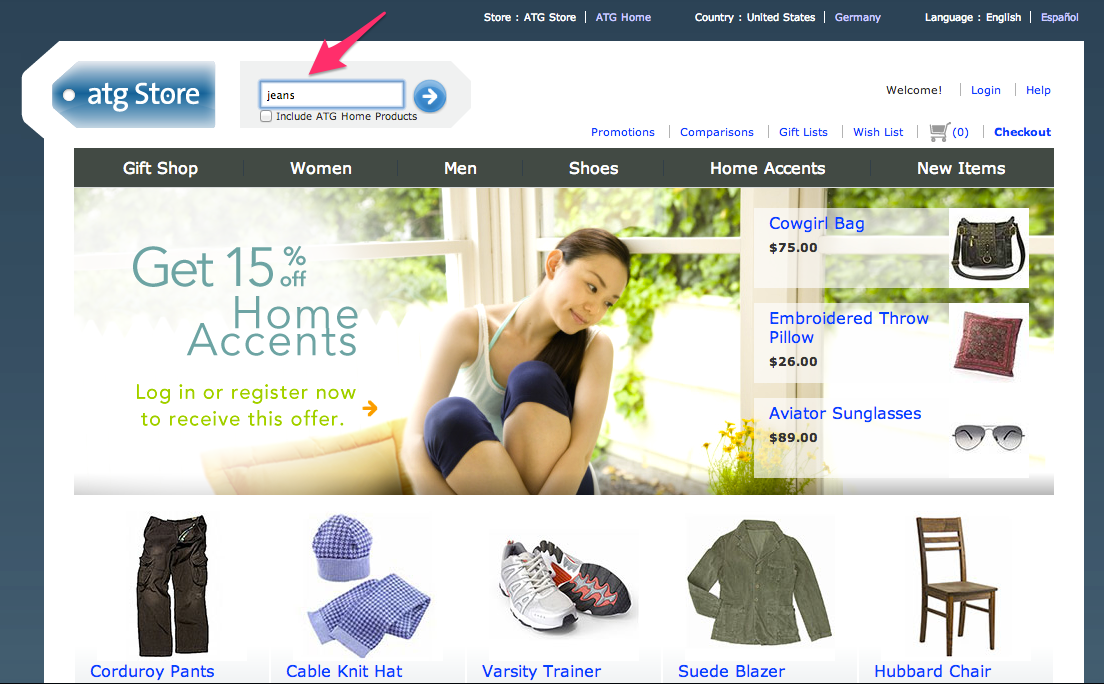 Store : ATG Store | ATG Home Country : United States | Germany Language : English | Español
atg Store
jeans
Include ATG Home Products
Welcome! | Login | Help
Promotions | Comparisons | Gift Lists | Wish List | (0) | Checkout
Gift Shop Women Men Shoes Home Accents New Items
Get 15 % off
Home
Accents
Log in or register now
to receive this offer.
Cowgirl Bag
$75.00
Embroidered Throw
Pillow
$26.00
Aviator Sunglasses
$89.00
Corduroy Pants Cable Knit Hat Varsity Trainer Suede Blazer Hubbard Chair